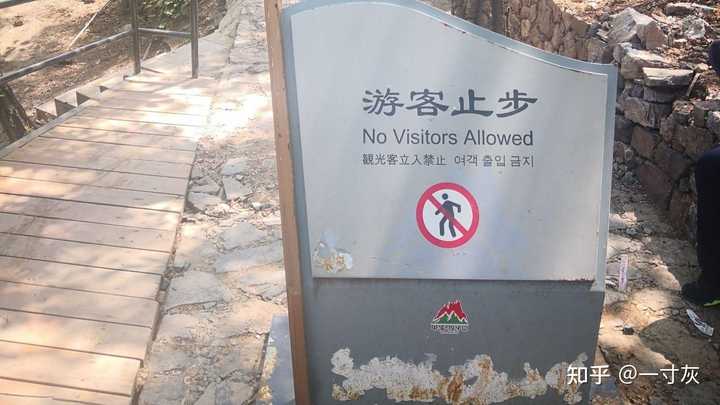 游客止步
No Visitors Allowed
観光客立入禁止 여객 출입 금지
知乎 @一寸灰